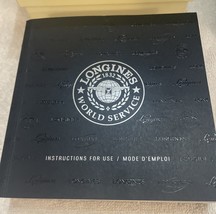 LONGINES
1832
WORLD SERVICE
INSTRUCTIONS FOR USE / MODE D'EMPLOI